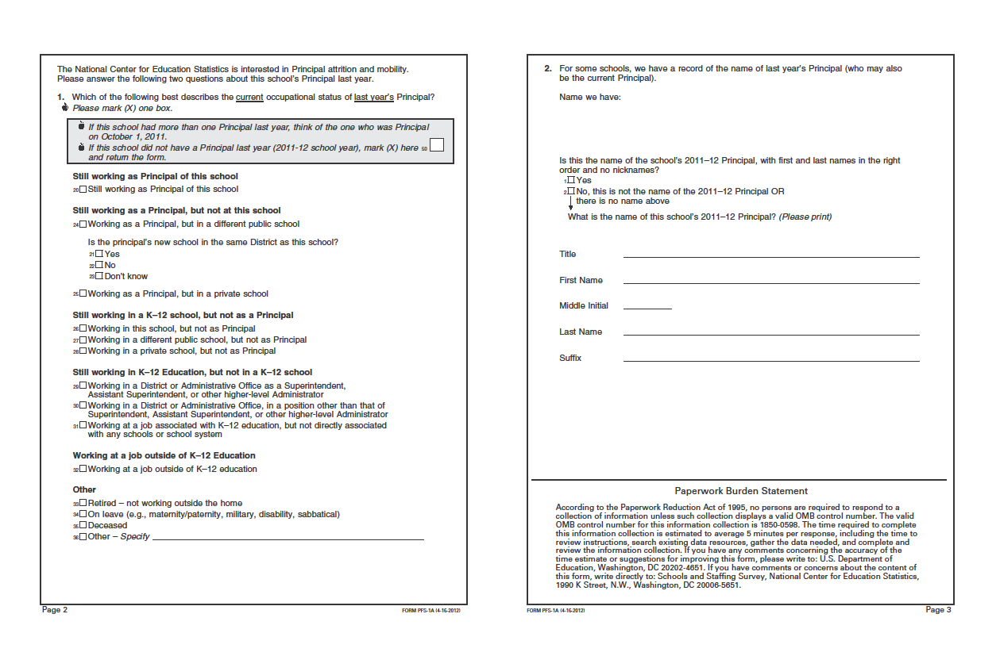 The National Center for Education Statistics is interested in Principal attrition and mobility.
Please answer the following two questions about this school's Principal last year.
1. Which of the following best describes the current occupational status of last year's Principal?
Please mark (X) one box.
If this school had more than one Principal last year, think of the one who was Principal
on October 1, 2011.
If this school did not have a Principal last year (2011-12 school year), mark (X) here 50
and return the form.
Still working as Principal of this school
20 Still working as Principal of this school
Still working as a Principal, but not at this school
24 Working as a Principal, but in a different public school
Is the principal's new school in the same District as this school?
21 Yes
22 No
23 Don't know
25 Working as a Principal, but in a private school
Still working in a K–12 school, but not as a Principal
26 Working in this school, but not as Principal
27 Working in a different public school, but not as Principal
28 Working in a private school, but not as Principal
Still working in K–12 Education, but not in a K–12 school
29 Working in a District or Administrative Office as a Superintendent,
Assistant Superintendent, or other higher-level Administrator
30 Working in a District or Administrative Office, in a position other than that of
Superintendent, Assistant Superintendent, or other higher-level Administrator
31 Working at a job associated with K–12 education, but not directly associated
with any schools or school system
Working at a job outside of K–12 Education
32 Working at a job outside of K–12 education
Other
33 Retired – not working outside the home
34 On leave (e.g., maternity/paternity, military, disability, sabbatical)
35 Deceased
36 Other – Specify
Page 2
FORM PFS-1A (4-16-2012)
2. For some schools, we have a record of the name of last year's Principal (who may also
be the current Principal).
Name we have:
Is this the name of the school's 2011–12 Principal, with first and last names in the right
order and no nicknames?
1 Yes
2 No, this is not the name of the 2011–12 Principal OR
there is no name above
What is the name of this school's 2011–12 Principal? (Please print)
Title
First Name
Middle Initial
Last Name
Suffix
Paperwork Burden Statement
According to the Paperwork Reduction Act of 1995, no persons are required to respond to a
collection of information unless such collection displays a valid OMB control number. The valid
OMB control number for this information collection is 1850-0598. The time required to complete
this information collection is estimated to average 5 minutes per response, including the time to
review instructions, search existing data resources, gather the data needed, and complete and
review the information collection. If you have any comments concerning the accuracy of the
time estimate or suggestions for improving this form, please write to: U.S. Department of
Education, Washington, DC 20202-4651. If you have comments or concerns about the content of
this form, write directly to: Schools and Staffing Survey, National Center for Education Statistics,
1990 K Street, N.W., Washington, DC 20006-5651.
FORM PFS-1A (4-16-2012)
Page 3